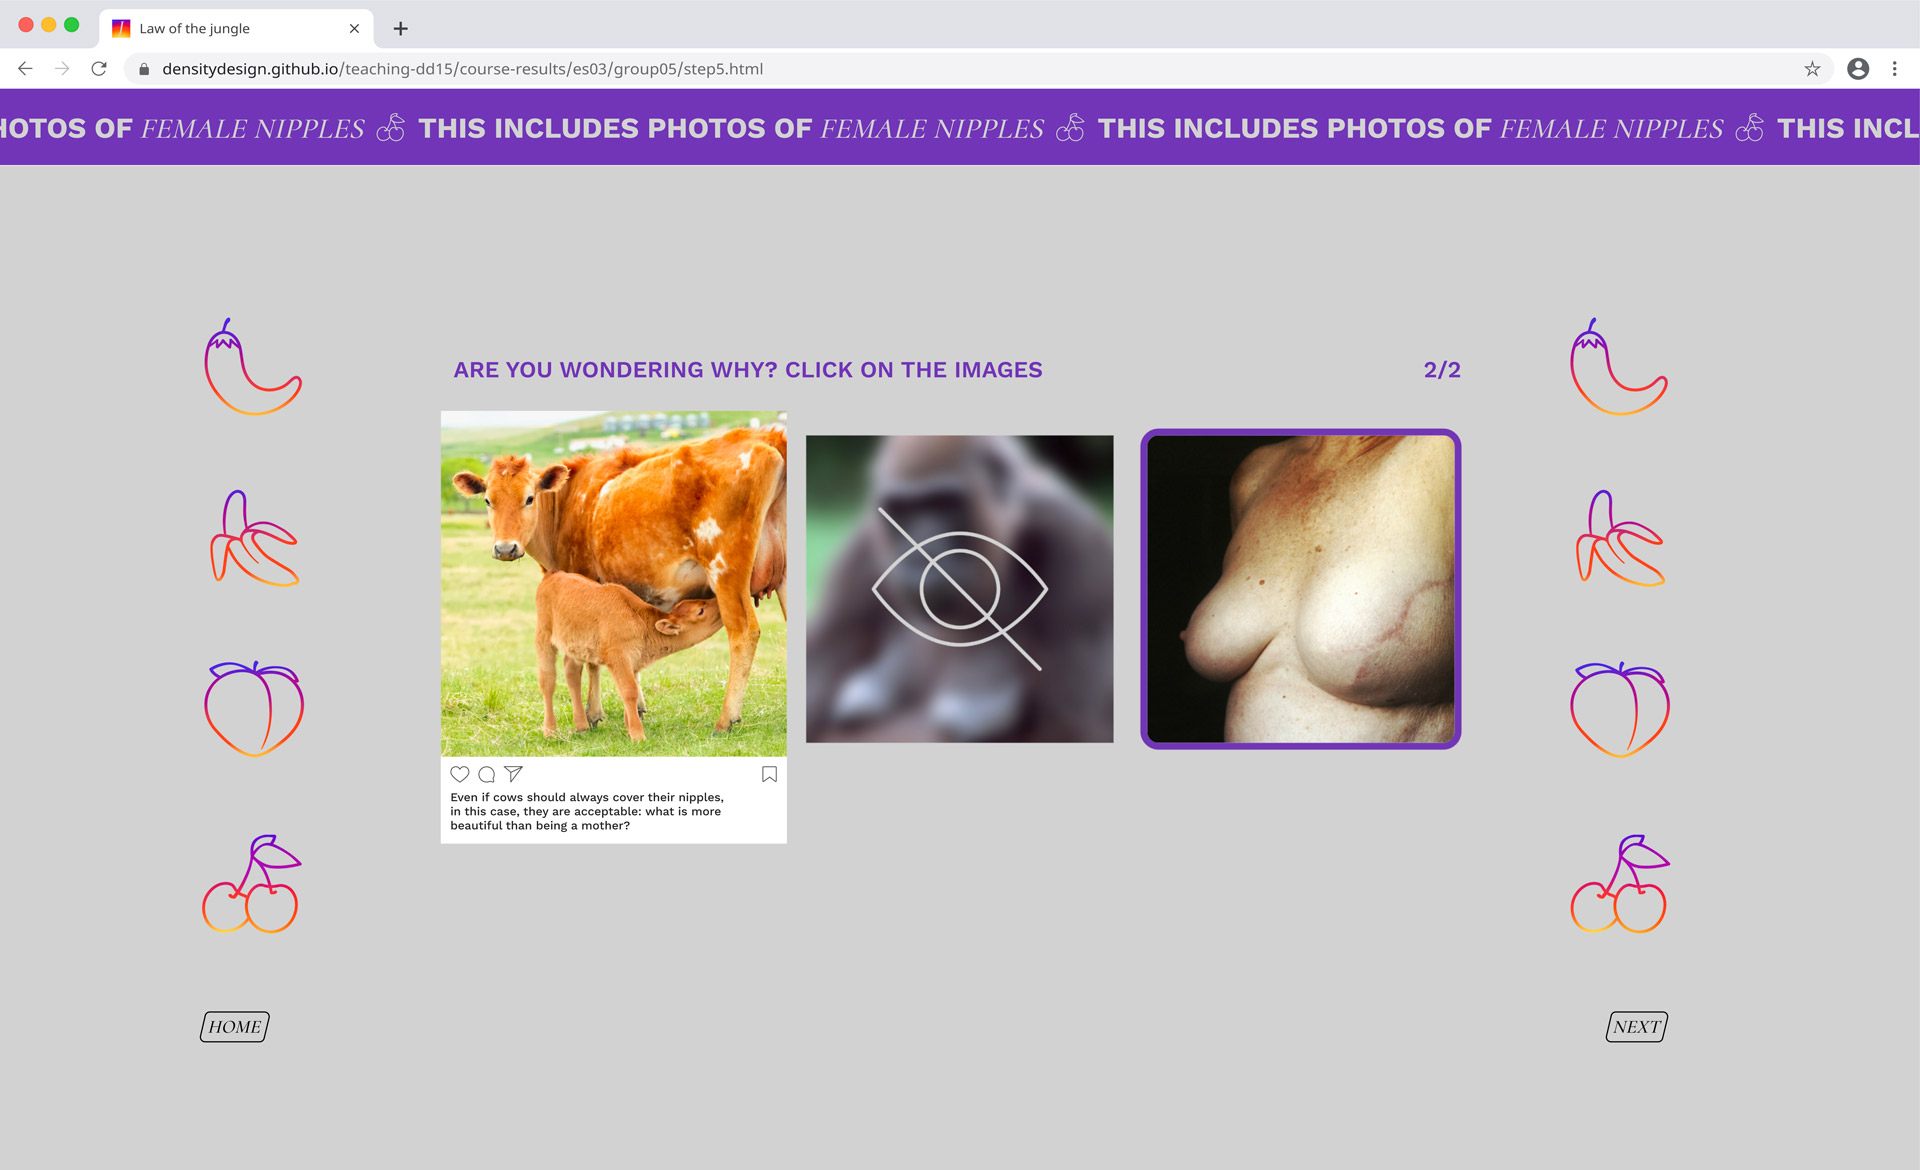 Law of the jungle
densitydesign.github.io/teaching-dd15/course-results/es03/group05/step5.html
HOTOS OF FEMALE NIPPLES THIS INCLUDES PHOTOS OF FEMALE NIPPLES THIS INCLUDES PHOTOS OF FEMALE NIPPLES THIS INCL
ARE YOU WONDERING WHY? CLICK ON THE IMAGES
2/2
Even if cows should always cover their nipples,
in this case, they are acceptable: what is more
beautiful than being a mother?
HOME
NEXT